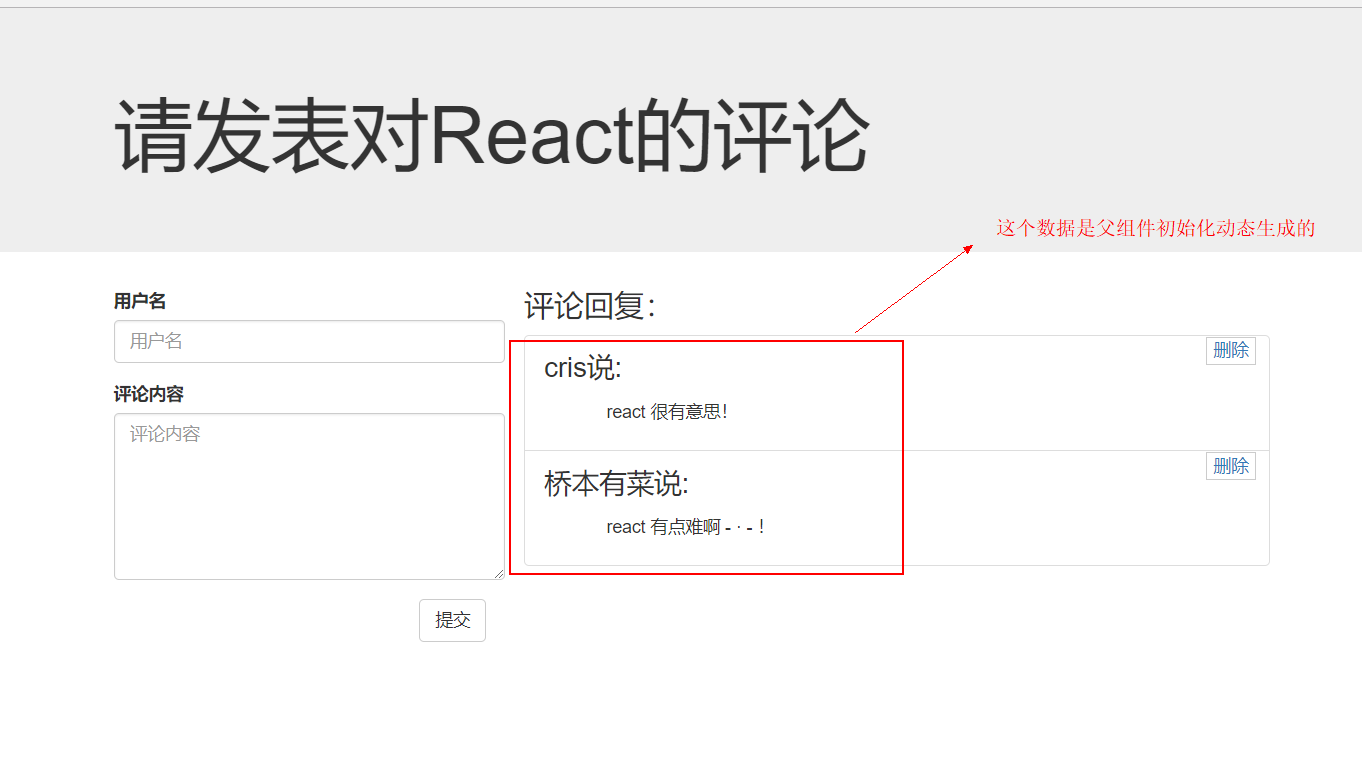 请发表对React的评论
这个数据是父组件初始化动态生成的
用户名
用户名
评论内容
评论内容
提交
评论回复：
cris说:
删除
react 很有意思！
桥本有菜说:
删除
react 有点难啊 - · - ！